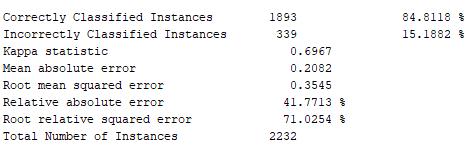 Correctly Classified Instances 1893 84.8118 %
Incorrectly Classified Instances 339 15.1882 %
Kappa statistic 0.6967
Mean absolute error 0.2082
Root mean squared error 0.3545
Relative absolute error 41.7713 %
Root relative squared error 71.0254 %
Total Number of Instances 2232